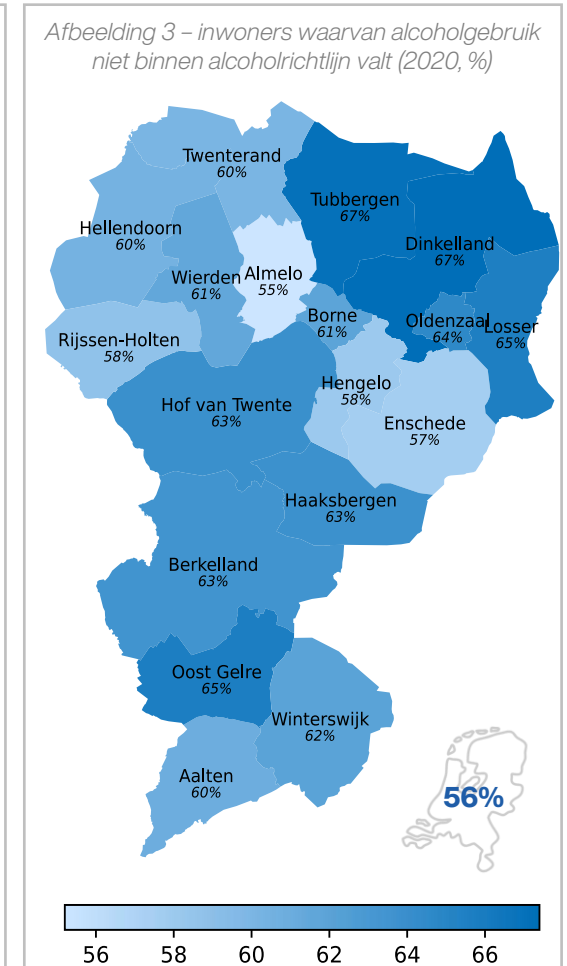 Afbeelding 3 – inwoners waarvan alcoholgebruik
niet binnen alcoholrichtlijn valt (2020, %)
Twenterand
60%
Tubbergen
67%
Hellendoorn
60%
Dinkelland
67%
Wierden
61%
Almelo
55%
Borne
61%
Oldenzaal
64%
Losser
65%
Rijssen-Holten
58%
Hengelo
58%
Hof van Twente
63%
Enschede
57%
Haaksbergen
63%
Berkelland
63%
Oost Gelre
65%
Winterswijk
62%
Aalten
60%
56%
56 58 60 62 64 66